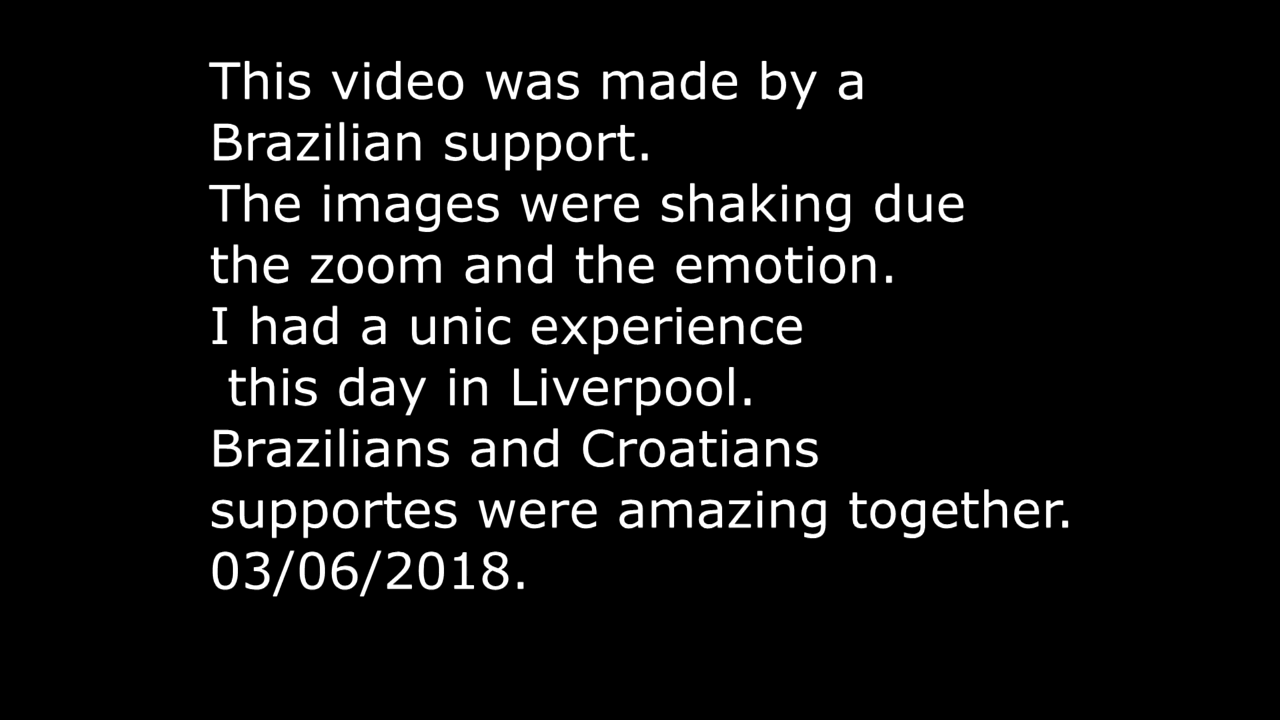 This video was made by a
Brazilian support.
The images were shaking due
the zoom and the emotion.
I had a unic experience
this day in Liverpool.
Brazilians and Croatians
supportes were amazing together.
03/06/2018.